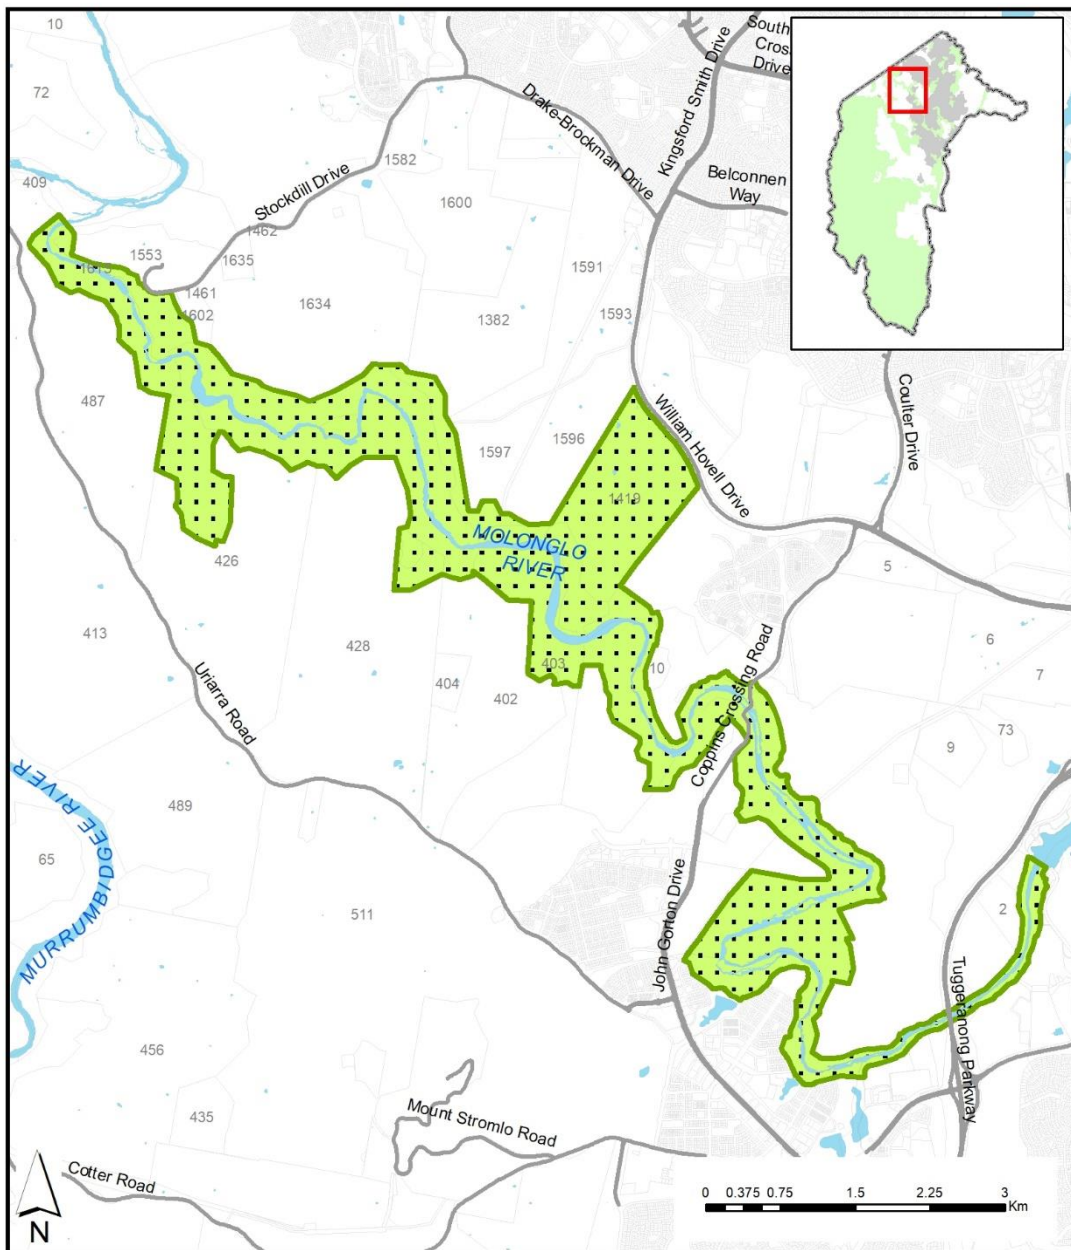 10
72
409
South
Cross
Drive
Kingsford Smith Drive
Drake-Brockman Drive
Belconnen
Way
1582
1600
Stockdill Drive
1462
1553
1635
1591
1615
1461
1602
1634
1382
1593
487
William Hovell Drive
Coulter Drive
1597
1596
1419
MOLONGLO
RIVER
426
5
413
428
6
403
10
7
404
402
Uriarra Road
Coppins Crossing Road
9
73
MURRUMBIDGEE RIVER
489
65
511
John Gorton Drive
2
Tuggeranong Parkway
456
435
Mount Stromlo Road
Cotter Road
N
0 0.375 0.75 1.5 2.25 3
Km